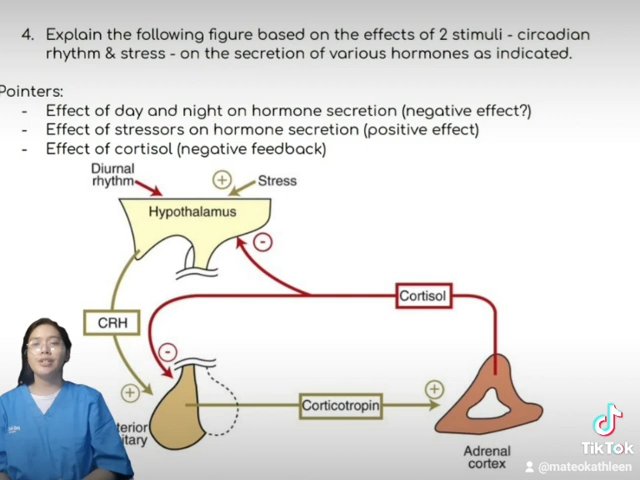 4. Explain the following figure based on the effects of 2 stimuli - circadian
rhythm & stress - on the secretion of various hormones as indicated.
Pointers:
- Effect of day and night on hormone secretion (negative effect?)
- Effect of stressors on hormone secretion (positive effect)
- Effect of cortisol (negative feedback)
Diurnal
rhythm
+
Stress
Hypothalamus
-
Cortisol
CRH
-
+
+
Corticotropin
terior
itary
Adrenal
cortex
TikTok
@mateokathleen